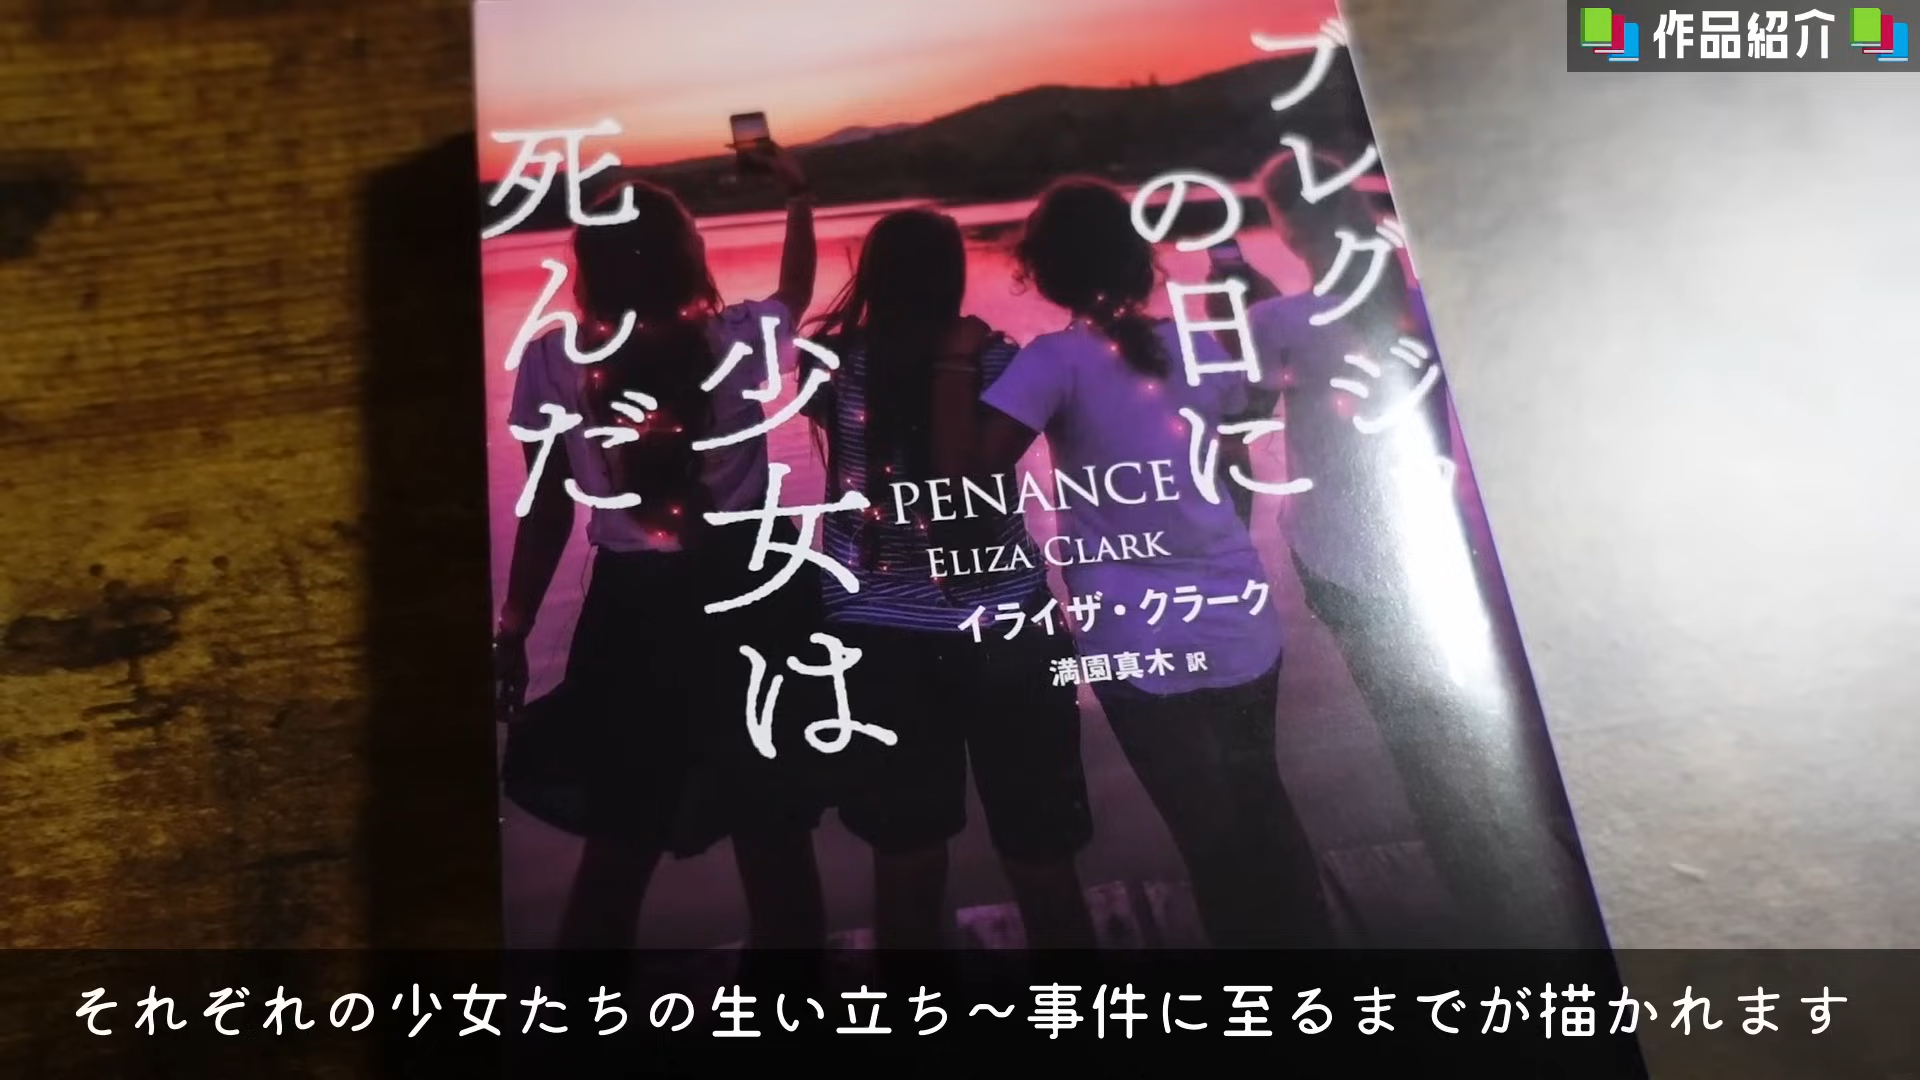 作品紹介
ブレグジ
の日に
少女は
死んだ
PENANCE
ELIZA CLARK
イライザ・クラーク
満園真木 訳
それぞれの少女たちの生い立ち～事件に至るまでが描かれます